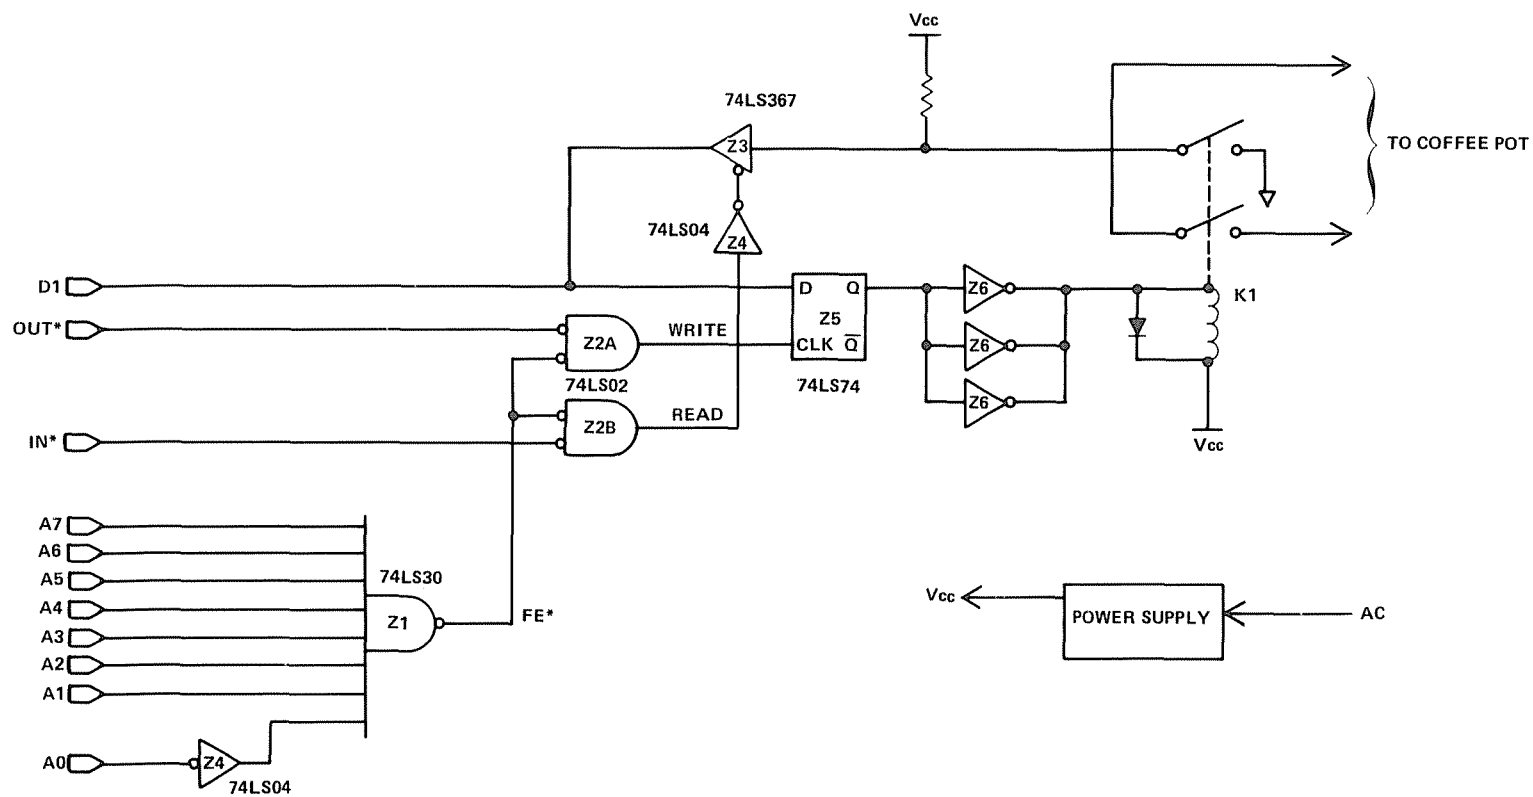 Vcc
74LS367
Z3
TO COFFEE POT
74LS04
Z4
D1
D Q
Z6
K1
OUT*
Z2A
WRITE
Z5
CLK Q
Z6
74LS02
74LS74
Z6
READ
Z2B
IN*
Vcc
A7
A6
A5
74LS30
A4
Z1
FE*
A3
A2
A1
A0
Z4
74LS04
Vcc
POWER SUPPLY
AC